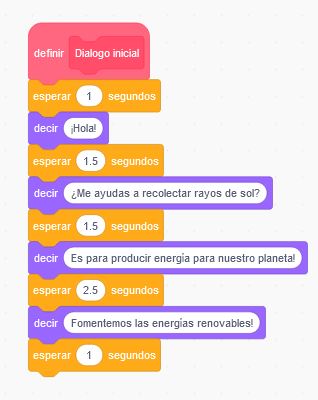 definir Dialogo inicial
esperar 1 segundos
decir ¡Hola!
esperar 1.5 segundos
decir ¿Me ayudas a recolectar rayos de sol?
esperar 1.5 segundos
decir Es para producir energia para nuestro planeta!
esperar 2.5 segundos
decir Fomentemos las energias renovables!
esperar 1 segundos